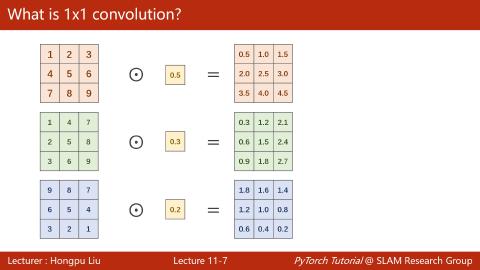 What is 1x1 convolution?
1 2 3 0.5 1.0 1.5
4 5 6 ⊙ 0.5 = 2.0 2.5 3.0
7 8 9 3.5 4.0 4.5
1 4 7 0.3 1.2 2.1
2 5 8 ⊙ 0.3 = 0.6 1.5 2.4
3 6 9 0.9 1.8 2.7
9 8 7 1.8 1.6 1.4
6 5 4 ⊙ 0.2 = 1.2 1.0 0.8
3 2 1 0.6 0.4 0.2
Lecturer : Hongpu Liu Lecture 11-7 PyTorch Tutorial @ SLAM Research Group